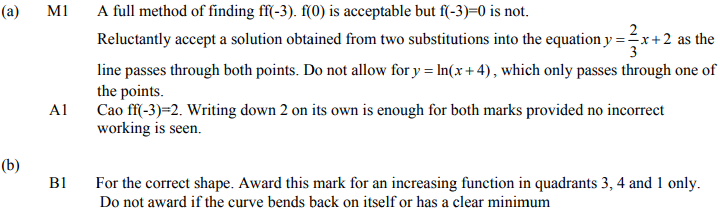 (a) M1 A full method of finding ff(-3). f(0) is acceptable but f(-3)=0 is not.
Reluctantly accept a solution obtained from two substitutions into the equation y = 2/3 x + 2 as the
line passes through both points. Do not allow for y = ln(x + 4), which only passes through one of
the points.
A1 Cao ff(-3)=2. Writing down 2 on its own is enough for both marks provided no incorrect
working is seen.
(b)
B1 For the correct shape. Award this mark for an increasing function in quadrants 3, 4 and 1 only.
Do not award if the curve bends back on itself or has a clear minimum